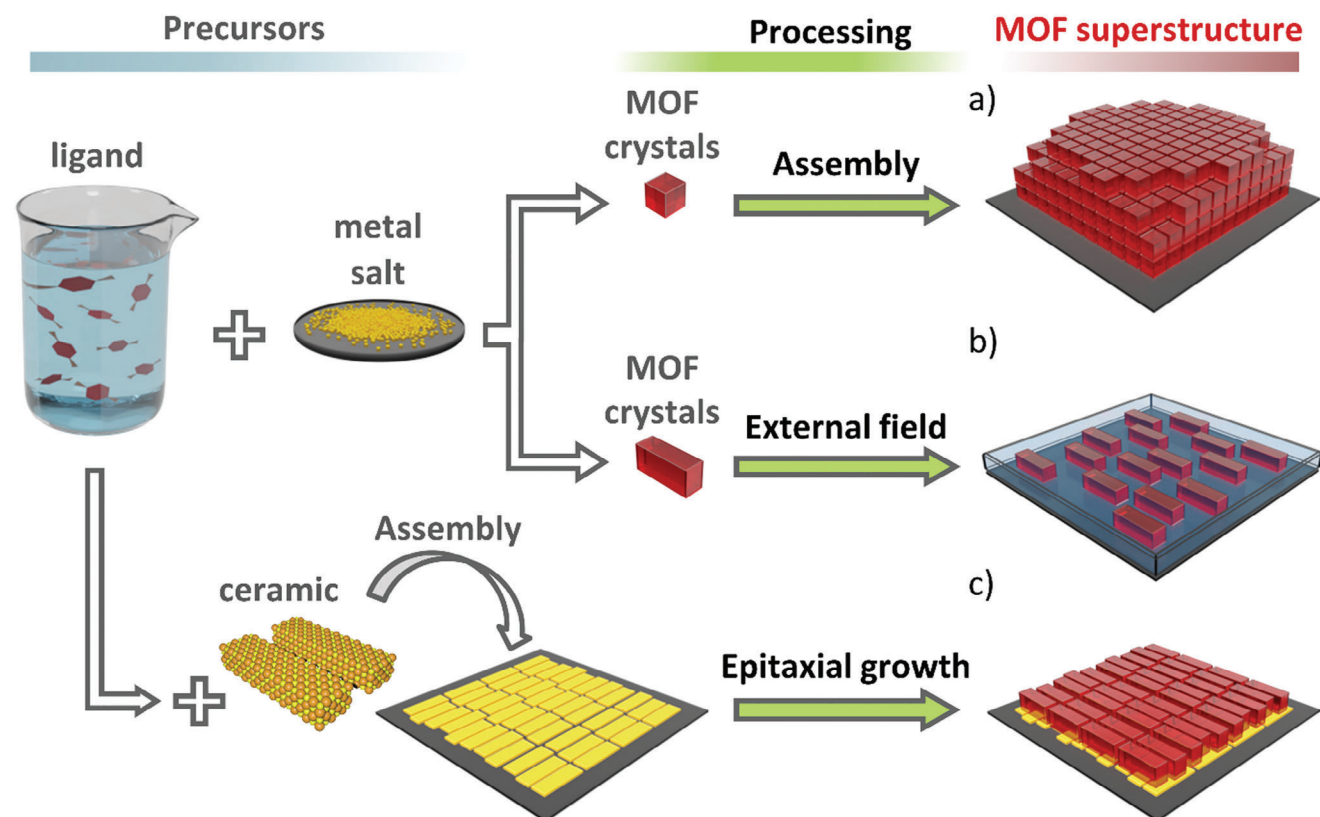 Precursors
Processing
MOF superstructure
ligand
metal
salt
MOF
crystals
Assembly
a)
MOF
crystals
External field
b)
Assembly
ceramic
Epitaxial growth
c)